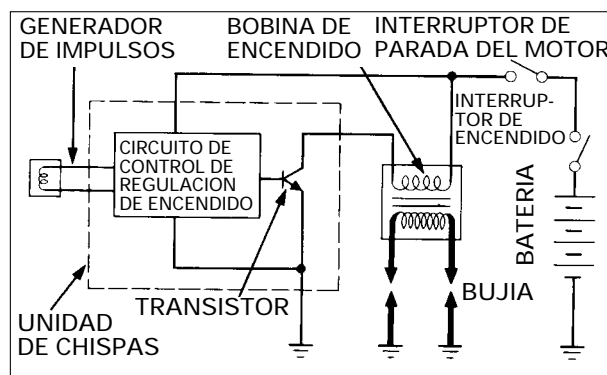 GENERADOR
DE IMPULSOS
BOBINA DE
ENCENDIDO
INTERRUPTOR DE
PARADA DEL MOTOR
INTERRUP-
TOR DE
ENCENDIDO
CIRCUITO DE
CONTROL DE
REGULACION
DE ENCENDIDO
BATERIA
TRANSISTOR
BUJIA
UNIDAD
DE CHISPAS